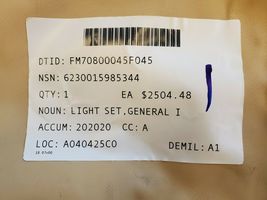 DTID: FM70800045F045
NSN: 6230015985344
QTY: 1 EA $2504.48
NOUN: LIGHT SET,GENERAL I
ACCUM: 202020 CC: A
LOC: A040425C0 DEMIL: A1